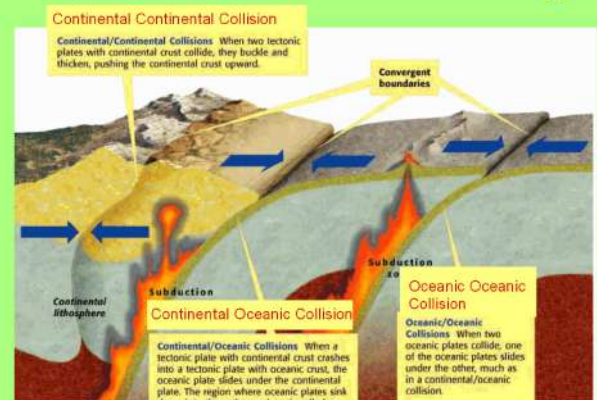 Continental Continental Collision
Continental/Continental Collisions When two tectonic
plates with continental crust collide, they buckle and
thicken, pushing the continental crust upward.
Convergent
boundaries
Continental
lithosphere
Subduction
Continental Oceanic Collision
Continental/Oceanic Collisions When a
tectonic plate with continental crust crashes
into a tectonic plate with oceanic crust, the
oceanic plate slides under the continental
plate. The region where oceanic plates sink
Subduction
Oceanic Oceanic
Collision
Oceanic/Oceanic
Collisions When two
oceanic plates collide, one
of the oceanic plates slides
under the other, much as
in a continental/oceanic
collision.